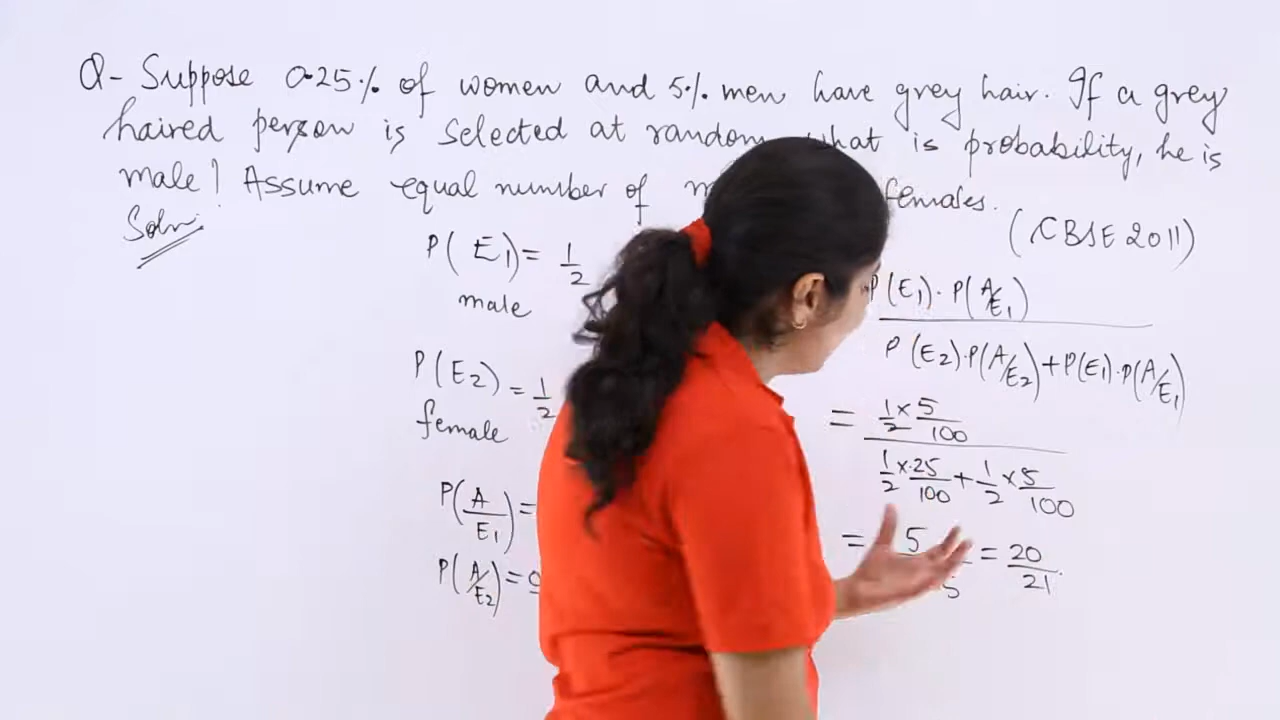 Q- Suppose 0.25% of women and 5% men have grey hair. If a grey
haired person is selected at random, what is probability, he is
male? Assume equal number of females.
Soln
(CBSE 2011)
P(E1) = 1/2
male
P(E2) = 1/2
female
P(A/E1) =
P(A/E2) = 0
P(E1).P(A/E1)
P(E2).P(A/E2)+P(E1).P(A/E1)
= 1/2 × 5/100
1/2 × .25/100 + 1/2 × 5/100
= 5 = 20/21.
5